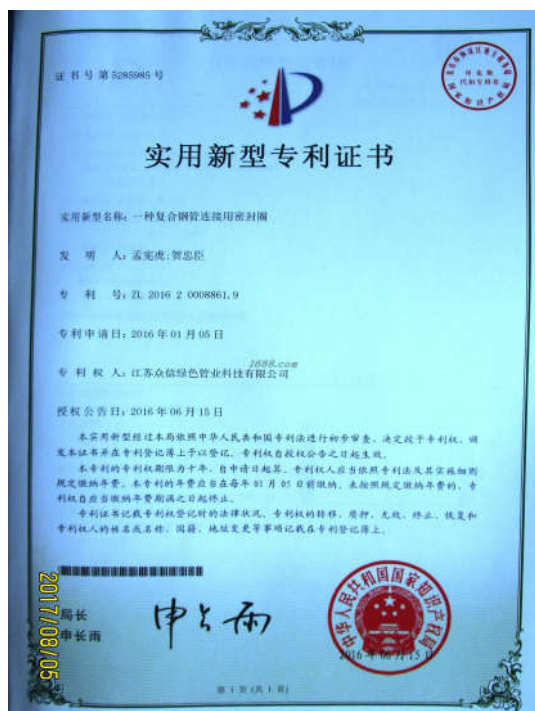 证书号第5285985号
实用新型专利证书
实用新型名称：一种复合钢管连接用密封圈
发 明 人：孟宪虎;贺忠臣
专 利 号：ZL 2016 2 0008861.9
专利申请日：2016年01月05日
1688.com
专 利 权 人：江苏众信绿色管业科技有限公司
授权公告日：2016年06月15日
本实用新型经过本局依照中华人民共和国专利法进行初步审查，决定授予专利权，颁
发本证书并在专利登记簿上予以登记。专利权自授权公告之日起生效。
本专利的专利权期限为十年，自申请日起算。专利权人应当依照专利法及其实施细则
规定缴纳年费。本专利的年费应当在每年01月05日前缴纳。未按照规定缴纳年费的，专
利权自应当缴纳年费期满之日起终止。
专利证书记载专利权登记时的法律状况。专利权的转移、质押、无效、终止、恢复和
专利权人的姓名或名称、国籍、地址变更等事项记载在专利登记簿上。
局长
申长雨
申长雨
中华人民共和国国家知识产权局
2016年06月15日
2017/08/05
第1页(共1页)